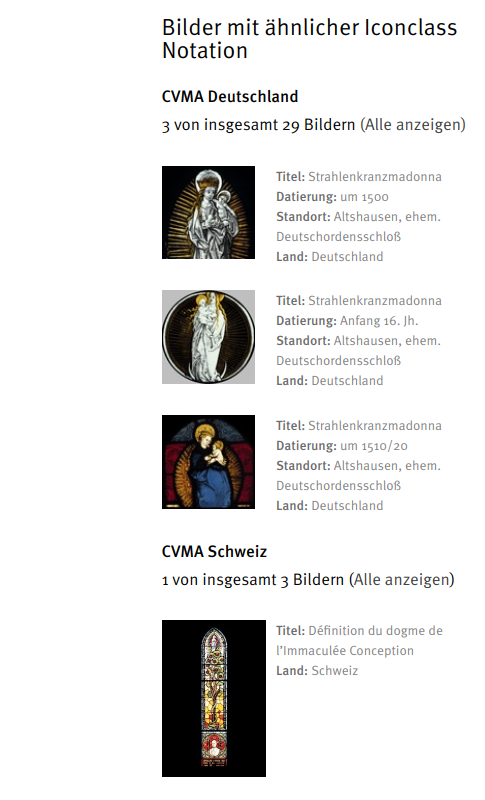 Bilder mit ähnlicher Iconclass
Notation
CVMA Deutschland
3 von insgesamt 29 Bildern (Alle anzeigen)
Titel: Strahlenkranzmadonna
Datierung: um 1500
Standort: Altshausen, ehem.
Deutschordensschloß
Land: Deutschland
Titel: Strahlenkranzmadonna
Datierung: Anfang 16. Jh.
Standort: Altshausen, ehem.
Deutschordensschloß
Land: Deutschland
Titel: Strahlenkranzmadonna
Datierung: um 1510/20
Standort: Altshausen, ehem.
Deutschordensschloß
Land: Deutschland
CVMA Schweiz
1 von insgesamt 3 Bildern (Alle anzeigen)
Titel: Définition du dogme de
l'Immaculée Conception
Land: Schweiz